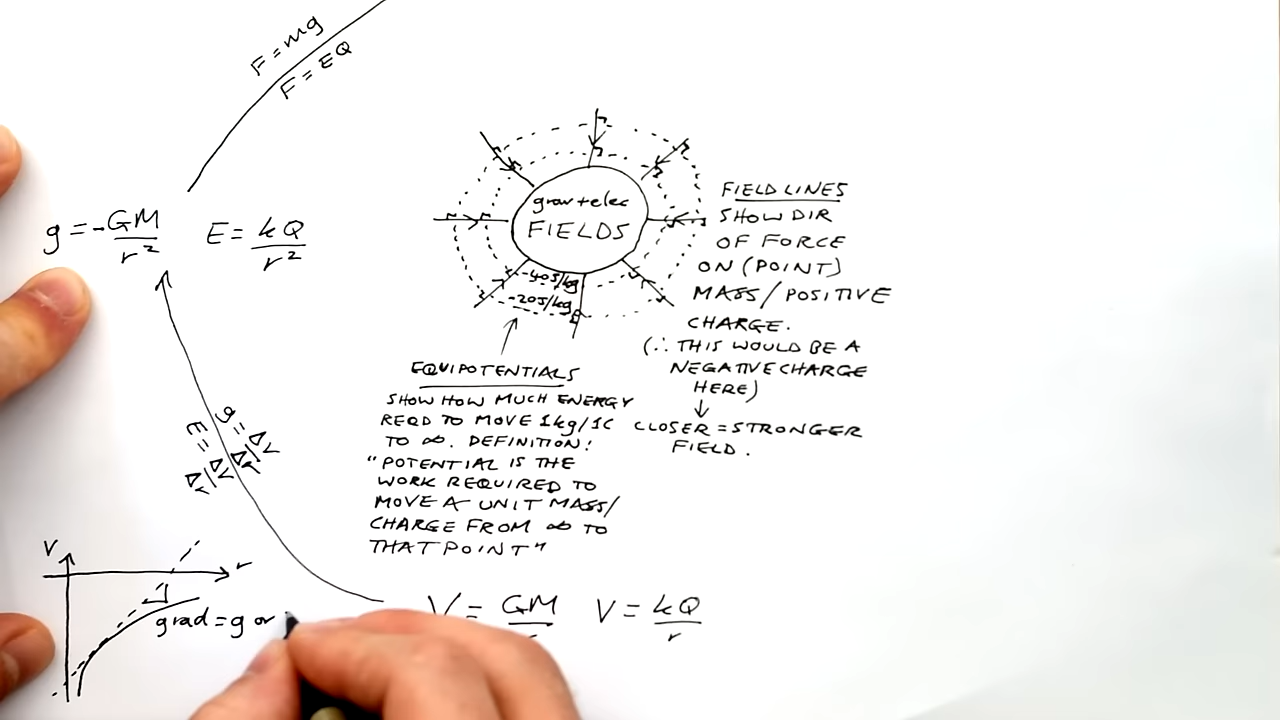 F = mg
F = EQ
g = -GM/r²
E = kQ/r²
grav + elec
FIELDS
-40J/kg
-20J/kg
FIELD LINES
SHOW DIR
OF FORCE
ON (POINT)
MASS/POSITIVE
CHARGE.
(∴ THIS WOULD BE A
NEGATIVE CHARGE
HERE)
↓
CLOSER = STRONGER
FIELD.
EQUIPOTENTIALS
SHOW HOW MUCH ENERGY
REQD TO MOVE 1kg/1C
TO ∞. DEFINITION:
"POTENTIAL IS THE
WORK REQUIRED TO
MOVE A UNIT MASS/
CHARGE FROM ∞ TO
THAT POINT"
g = ΔV/Δr
E = ΔV/Δr
V
r
grad = g or
V = GM/r
V = kQ/r